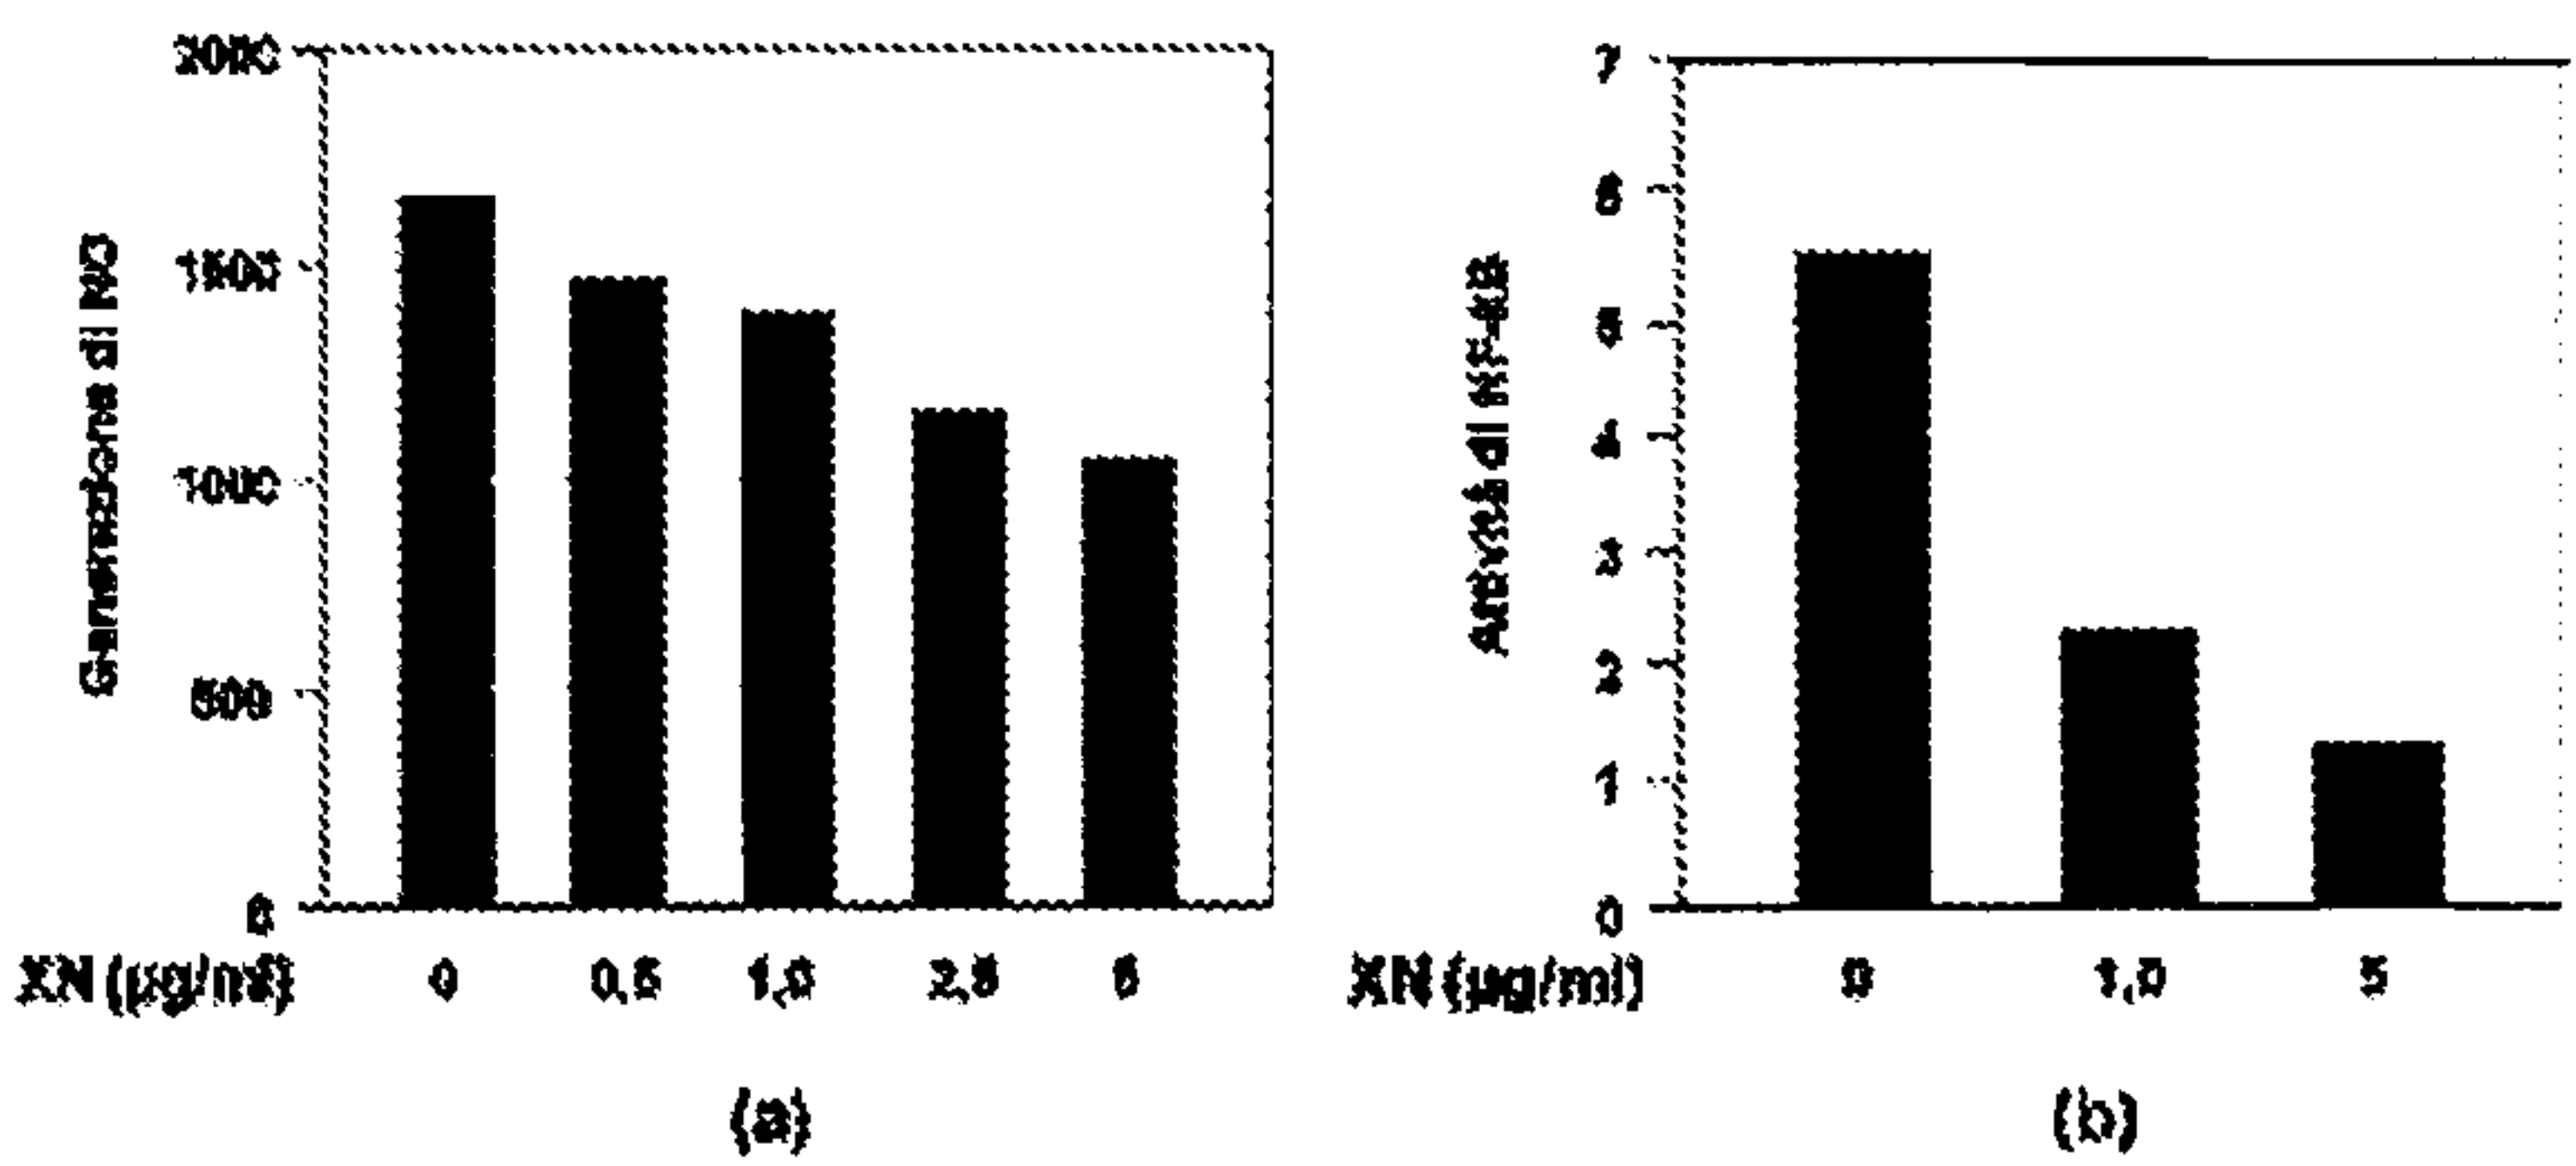 Generazione di NO
2000
1500
1000
500
0
XN (µg/ml) 0 0,5 1,0 2,5 5
(a)
Attività di NF-κB
7
6
5
4
3
2
1
0
XN (µg/ml) 0 1,0 5
(b)